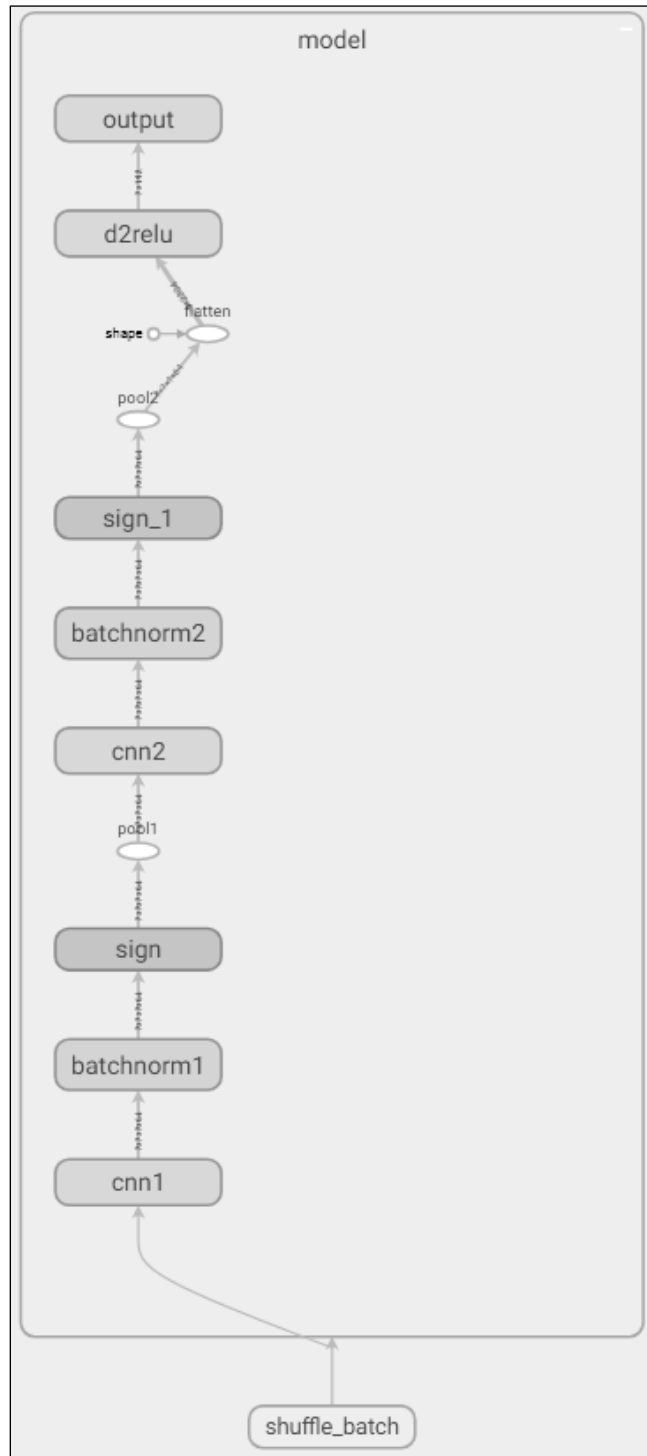 model
output
d2relu
flatten
shape
pool2
sign_1
batchnorm2
cnn2
pool1
sign
batchnorm1
cnn1
shuffle_batch